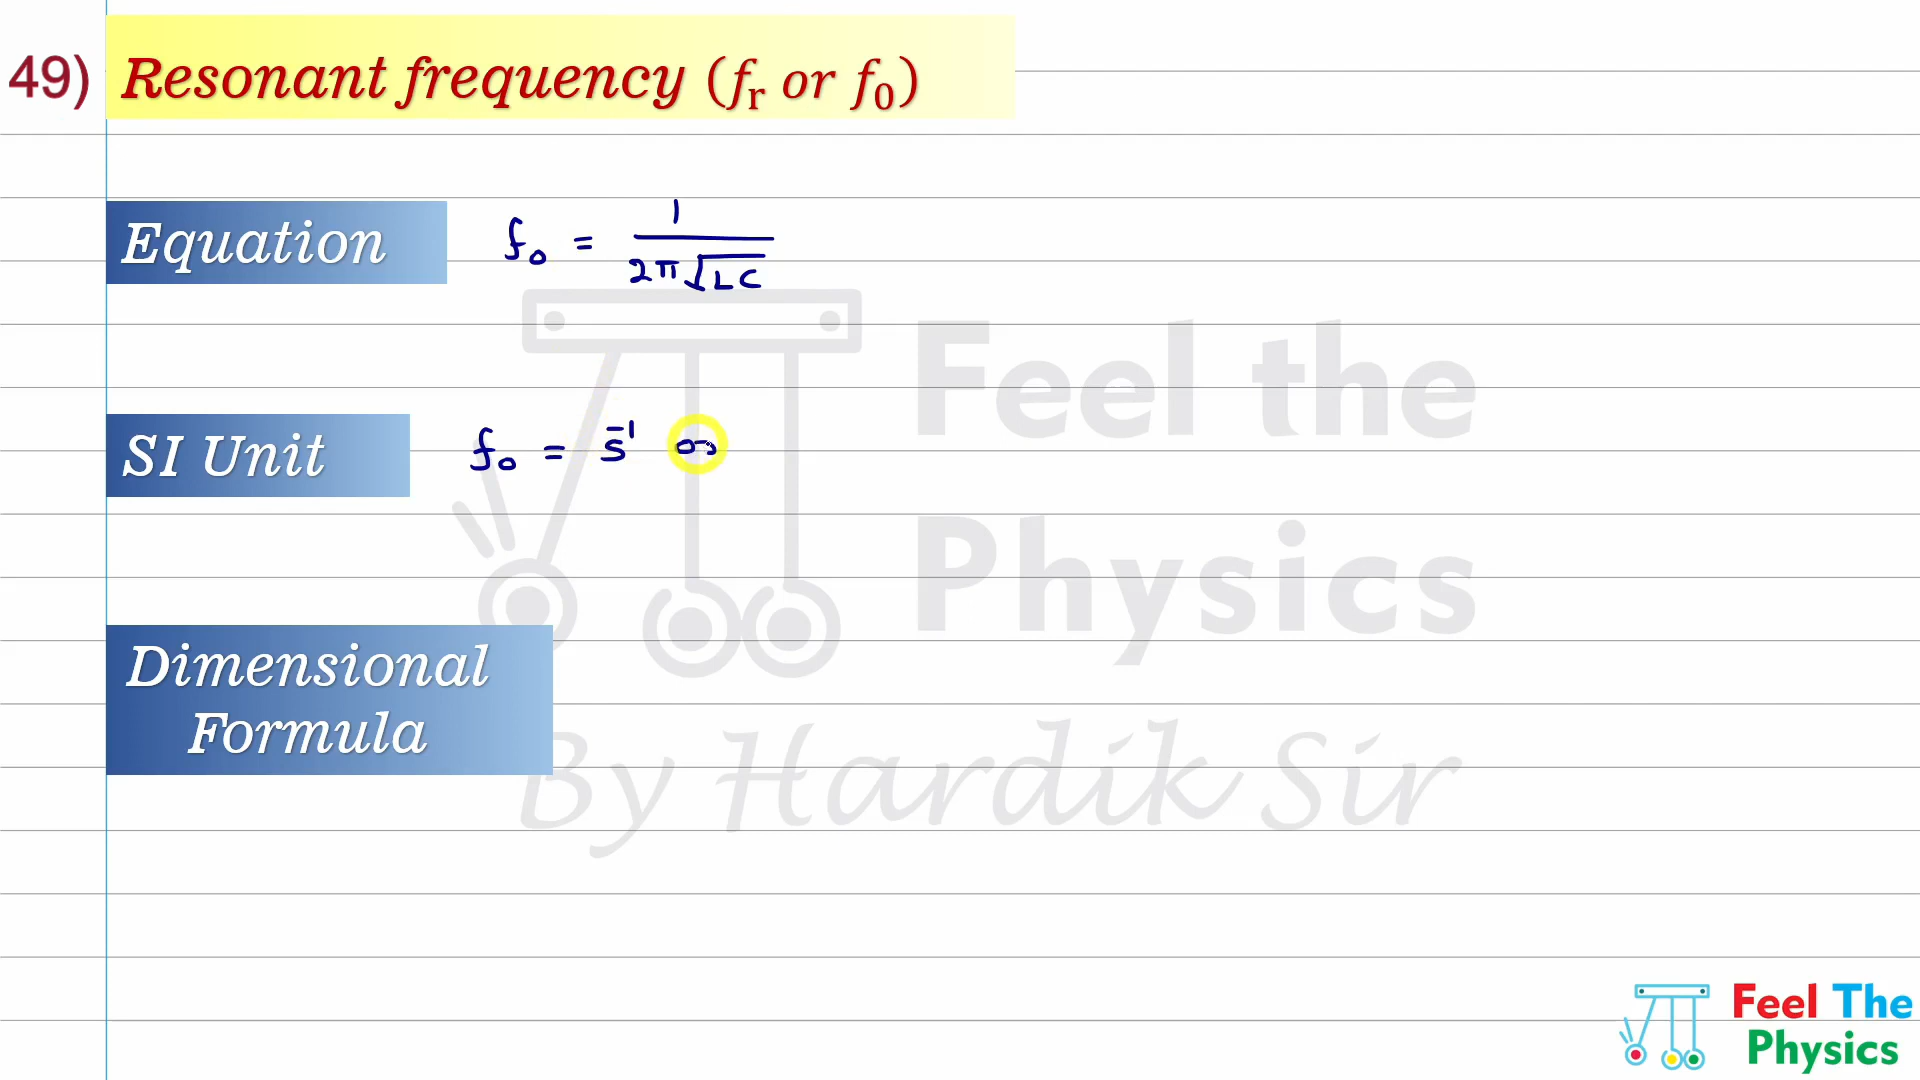 49) Resonant frequency (fr or f0)
Equation f0 = 1 / 2π√LC
SI Unit f0 = s⁻¹ or
Dimensional
Formula
Feel the
Physics
By Hardik Sir
Feel The
Physics